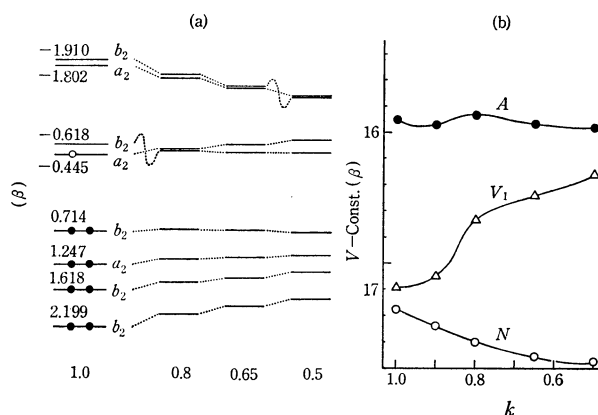 (a)
−1.910 b₂
−1.802 a₂
−0.618 b₂
−0.445 a₂
(β)
0.714 b₂
1.247 a₂
1.618 b₂
2.199 b₂
1.0 0.8 0.65 0.5
(b)
A
16
V₁
V−Const. (β)
17
N
1.0 0.8 0.6
k